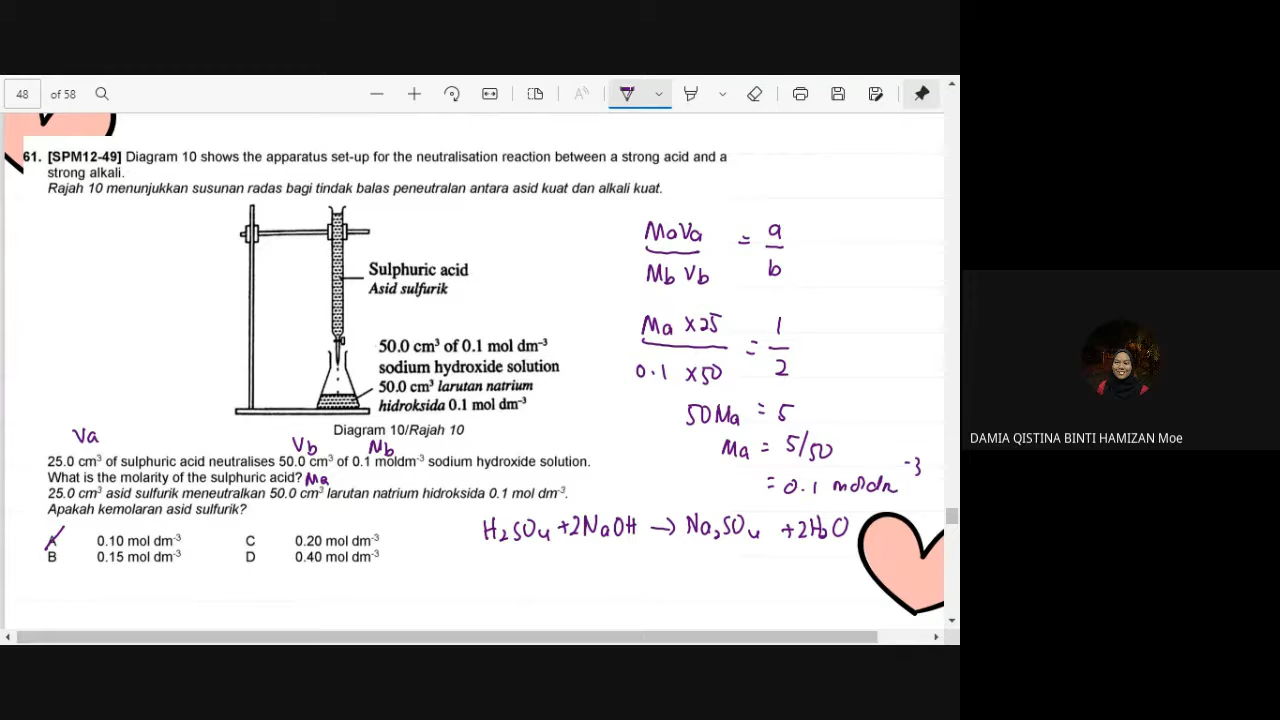 48 of 58
61. [SPM12-49] Diagram 10 shows the apparatus set-up for the neutralisation reaction between a strong acid and a
strong alkali.
Rajah 10 menunjukkan susunan radas bagi tindak balas peneutralan antara asid kuat dan alkali kuat.
Sulphuric acid
Asid sulfurik
50.0 cm³ of 0.1 mol dm⁻³
sodium hydroxide solution
50.0 cm³ larutan natrium
hidroksida 0.1 mol dm⁻³
Diagram 10/Rajah 10
MaVa = a
Mb Vb b
Ma ×25 = 1
0.1 ×50 2
50Ma = 5
Ma = 5/50
= 0.1 moldm⁻³
Va Vb Mb
25.0 cm³ of sulphuric acid neutralises 50.0 cm³ of 0.1 moldm⁻³ sodium hydroxide solution.
What is the molarity of the sulphuric acid? Ma
25.0 cm³ asid sulfurik meneutralkan 50.0 cm³ larutan natrium hidroksida 0.1 mol dm⁻³.
Apakah kemolaran asid sulfurik?
H₂SO₄ + 2NaOH → Na₂SO₄ + 2H₂O
A 0.10 mol dm⁻³ C 0.20 mol dm⁻³
B 0.15 mol dm⁻³ D 0.40 mol dm⁻³
DAMIA QISTINA BINTI HAMIZAN Moe